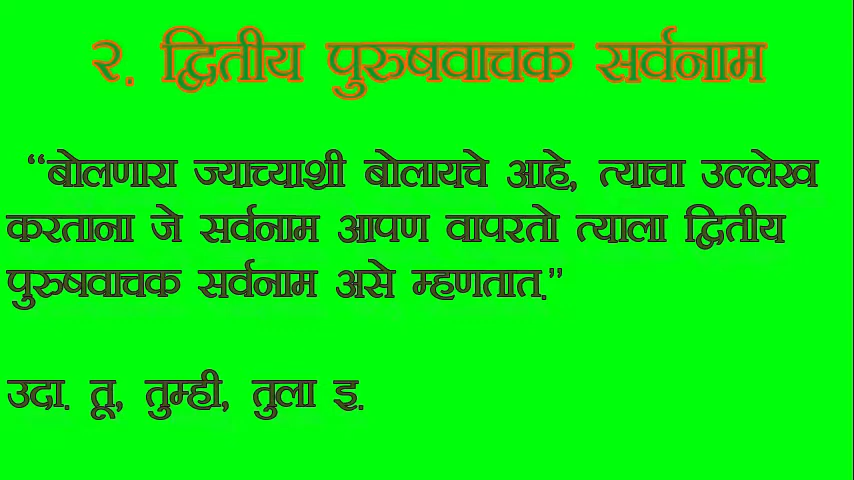 २. द्वितीय पुरुषवाचक सर्वनाम
“बोलणारा ज्याच्याशी बोलायचे आहे, त्याचा उल्लेख
करताना जे सर्वनाम आपण वापरतो त्याला द्वितीय
पुरुषवाचक सर्वनाम असे म्हणतात.”
उदा. तू, तुम्ही, तुला इ.